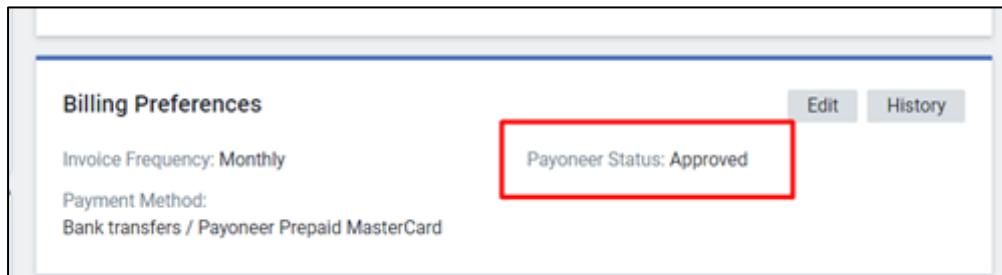 Billing Preferences
Edit
History
Invoice Frequency: Monthly
Payoneer Status: Approved
Payment Method:
Bank transfers / Payoneer Prepaid MasterCard